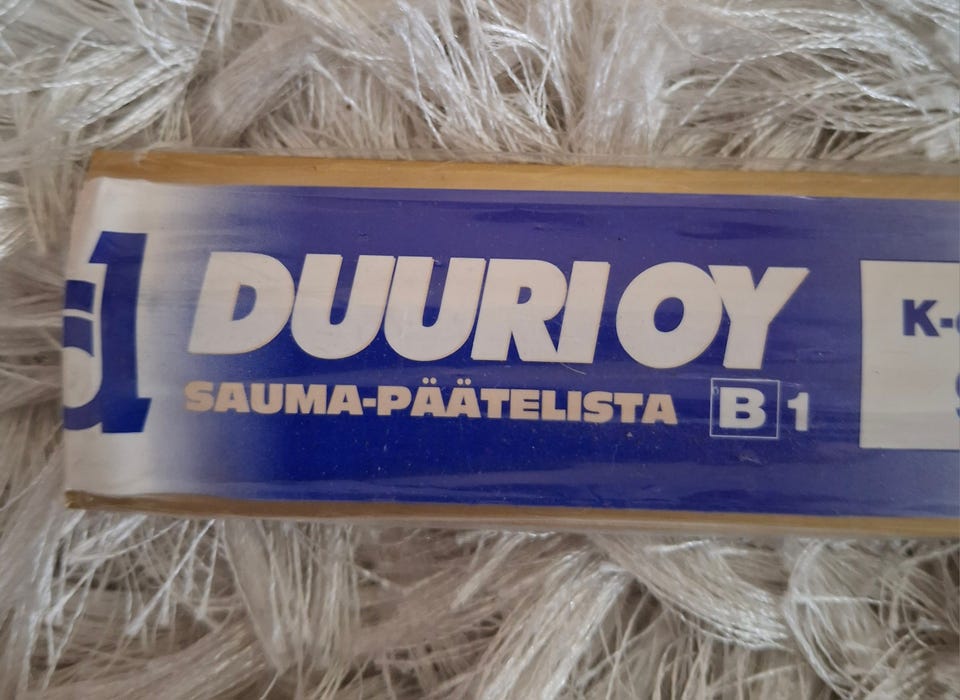 d
DUURI OY
SAUMA-PÄÄTELISTA B 1
K-